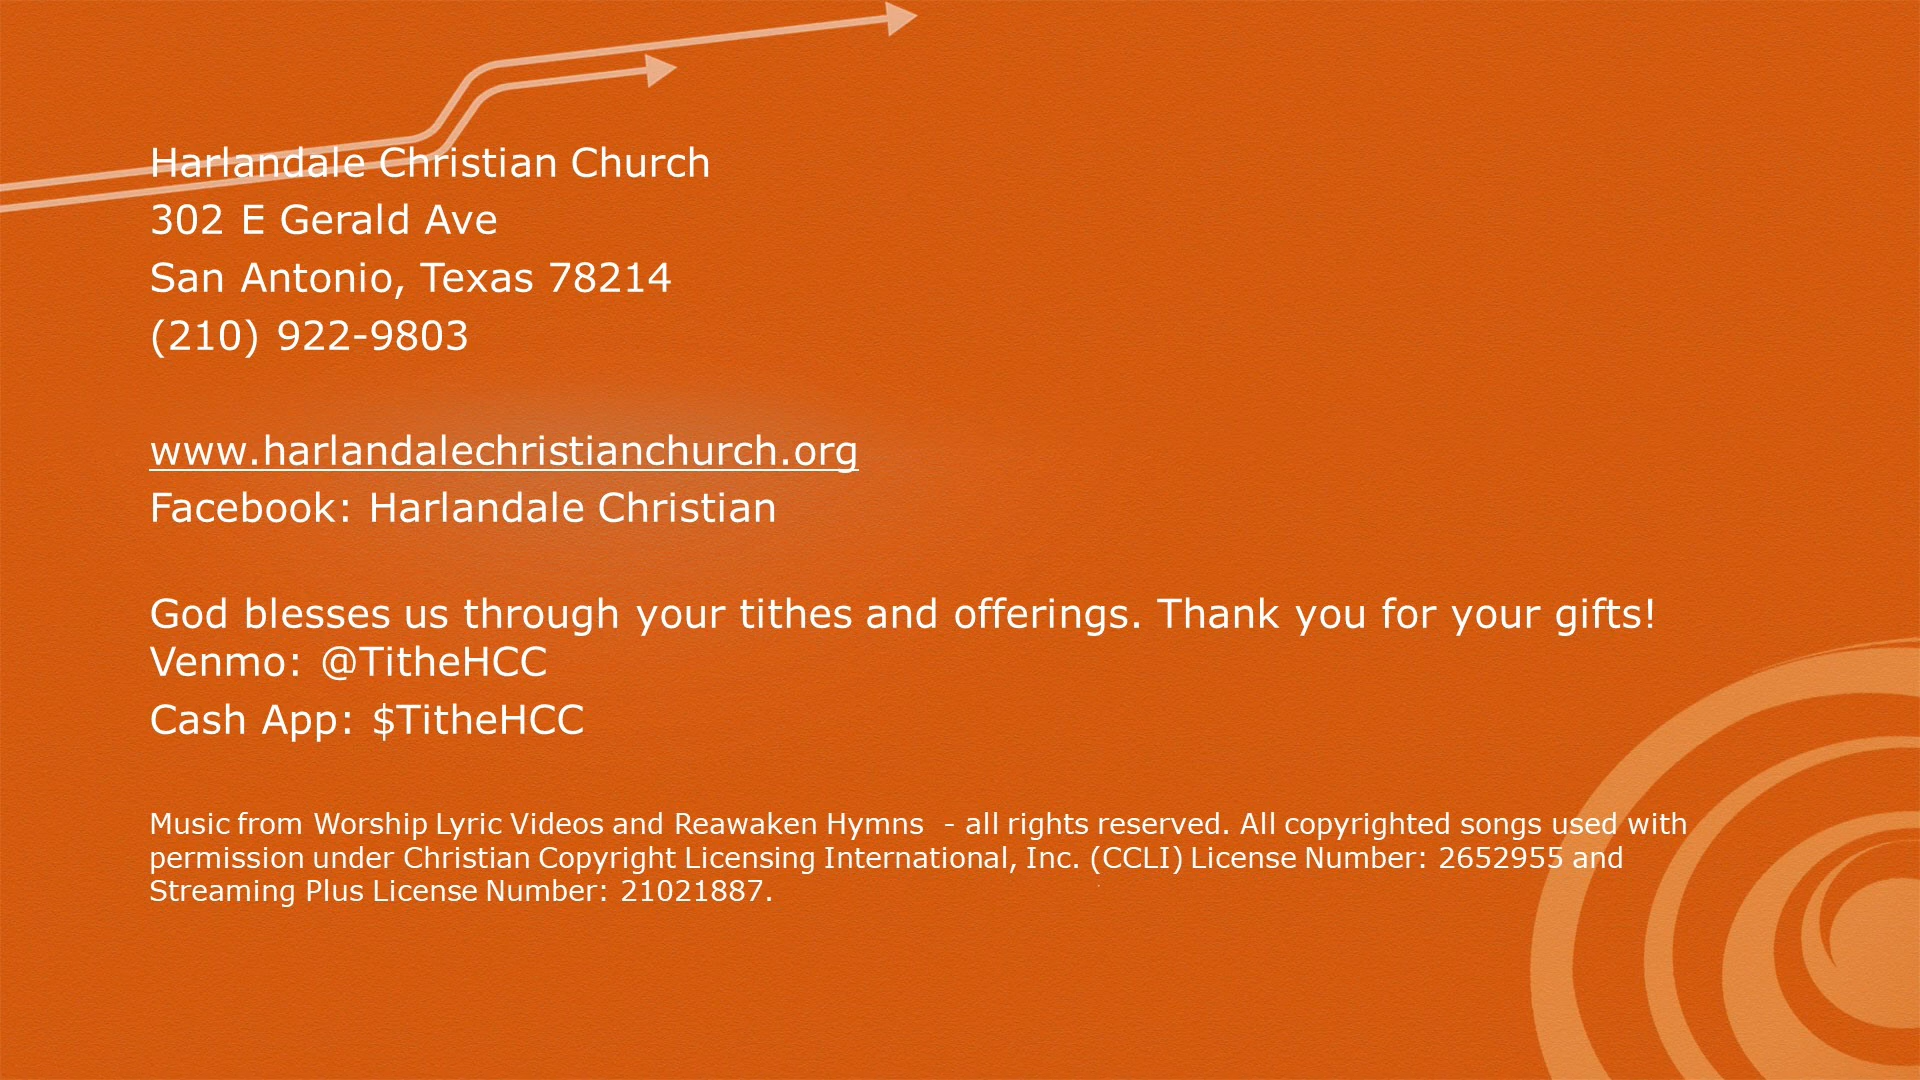 Harlandale Christian Church
302 E Gerald Ave
San Antonio, Texas 78214
(210) 922-9803
www.harlandalechristianchurch.org
Facebook: Harlandale Christian
God blesses us through your tithes and offerings. Thank you for your gifts!
Venmo: @TitheHCC
Cash App: $TitheHCC
Music from Worship Lyric Videos and Reawaken Hymns  - all rights reserved. All copyrighted songs used with
permission under Christian Copyright Licensing International, Inc. (CCLI) License Number: 2652955 and
Streaming Plus License Number: 21021887.